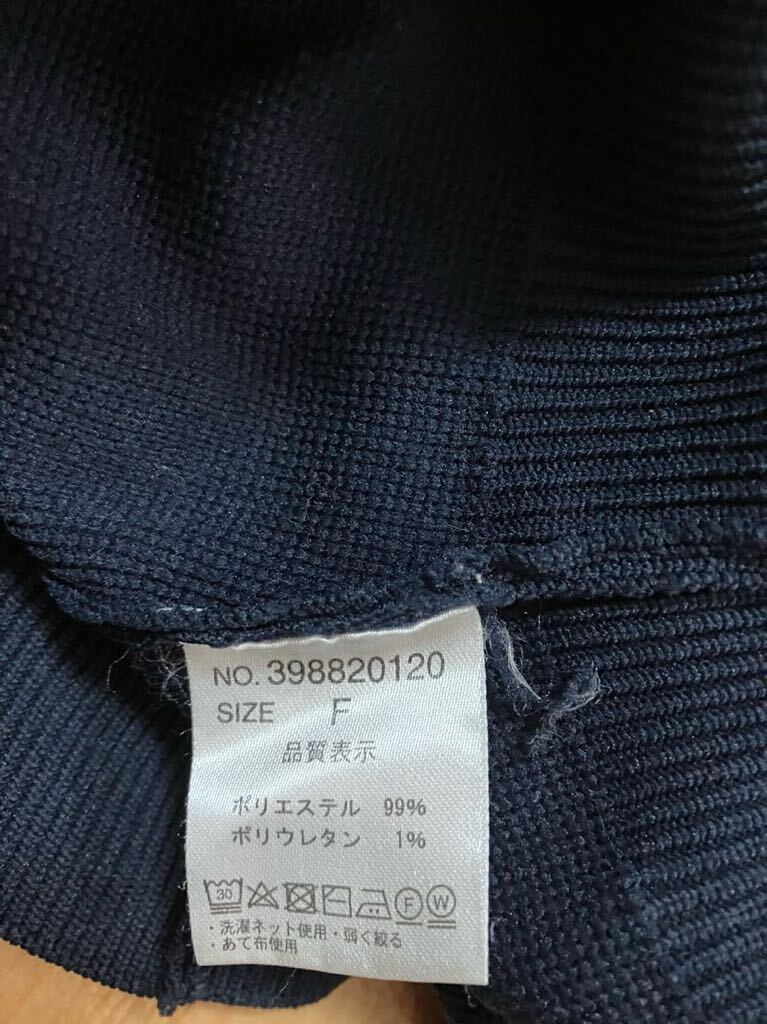 NO. 398820120
SIZE F
品質表示
ポリエステル 99%
ポリウレタン 1%
30 F W
・洗濯ネット使用・弱く絞る
・あて布使用